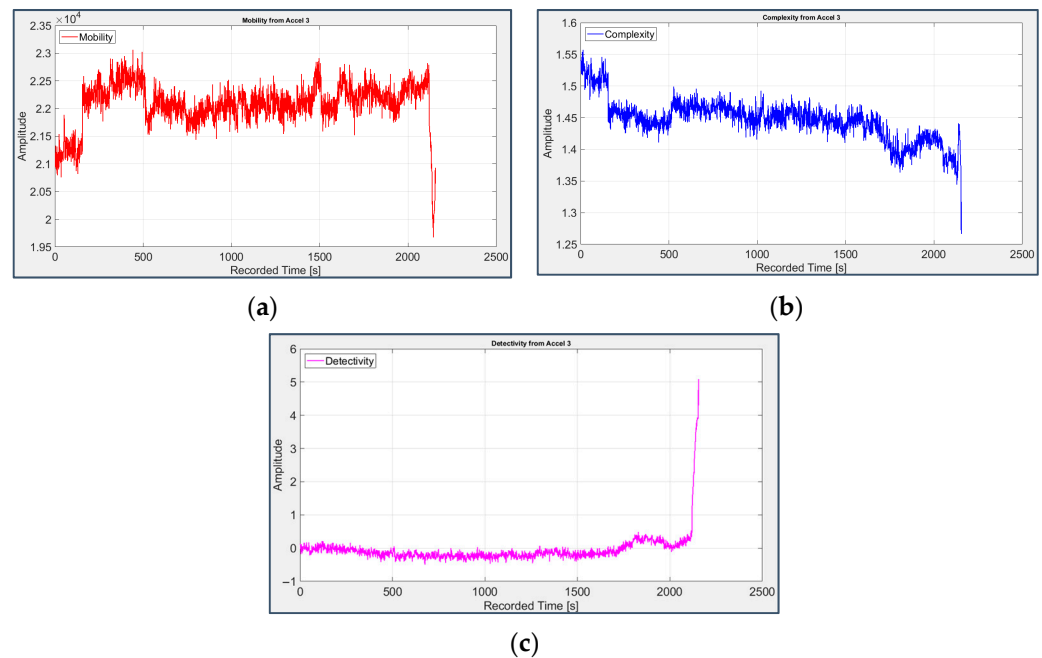 Mobility from Accel 3
×10⁴
2.35
2.3
2.25
2.2
2.15
2.1
2.05
2
1.95
Amplitude
Mobility
0 500 1000 1500 2000 2500
Recorded Time [s]
(a)
Complexity from Accel 3
1.6
1.55
1.5
1.45
1.4
1.35
1.3
1.25
Amplitude
Complexity
0 500 1000 1500 2000 2500
Recorded Time [s]
(b)
Detectivity from Accel 3
6
5
4
3
2
1
0
−1
Amplitude
Detectivity
0 500 1000 1500 2000 2500
Recorded Time [s]
(c)